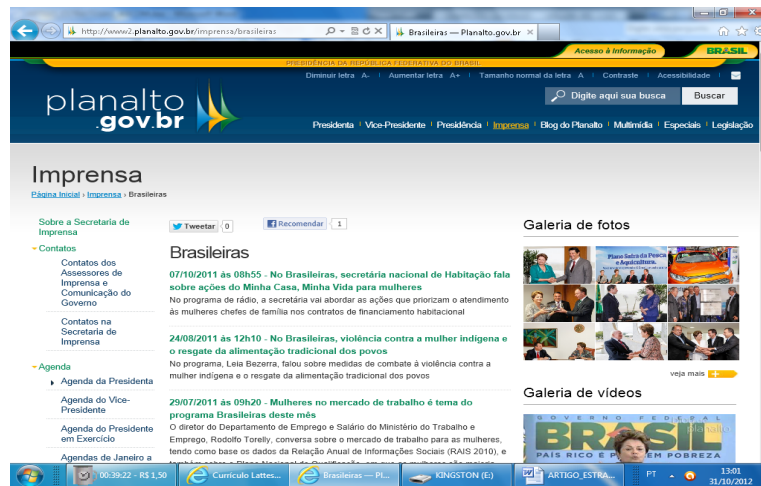 http://www2.planalto.gov.br/imprensa/brasileiras
Brasileiras — Planalto.gov.br
Acesso à Informação
BRASIL
PRESIDÊNCIA DA REPÚBLICA FEDERATIVA DO BRASIL
Diminuir letra A- Aumentar letra A+ Tamanho normal da letra A Contraste Acessibilidade
planalto
.gov.br
Digite aqui sua busca
Buscar
Presidenta Vice-Presidente Presidência Imprensa Blog do Planalto Multimídia Especiais Legislação
Imprensa
Página Inicial › Imprensa › Brasileiras
Sobre a Secretaria de
Imprensa
Contatos
Contatos dos
Assessores de
Imprensa e
Comunicação do
Governo
Contatos na
Secretaria de
Imprensa
Agenda
Agenda da Presidenta
Agenda do Vice-
Presidente
Agenda do Presidente
em Exercício
Agendas de Janeiro a
Tweetar 0
Recomendar 1
Brasileiras
07/10/2011 às 08h55 - No Brasileiras, secretária nacional de Habitação fala
sobre ações do Minha Casa, Minha Vida para mulheres
No programa de rádio, a secretária vai abordar as ações que priorizam o atendimento
às mulheres chefes de família nos contratos de financiamento habitacional
24/08/2011 às 12h10 - No Brasileiras, violência contra a mulher indígena e
o resgate da alimentação tradicional dos povos
No programa, Leia Bezerra, falou sobre medidas de combate à violência contra a
mulher indígena e o resgate da alimentação tradicional dos povos
29/07/2011 às 09h20 - Mulheres no mercado de trabalho é tema do
programa Brasileiras deste mês
O diretor do Departamento de Emprego e Salário do Ministério do Trabalho e
Emprego, Rodolfo Torelly, conversa sobre o mercado de trabalho para as mulheres,
tendo como base os dados da Relação Anual de Informações Sociais (RAIS 2010), e
Galeria de fotos
Plano Safra da Pesca
e Aquicultura.
veja mais
Galeria de vídeos
GOVERNO FEDERAL
BRASIL
PAÍS RICO É PAÍS SEM POBREZA
planalto
00:39:22 - R$ 1,50
Currículo Lattes...
Brasileiras — Pl...
KINGSTON (E:)
ARTIGO_ESTRA...
PT
13:01
31/10/2012